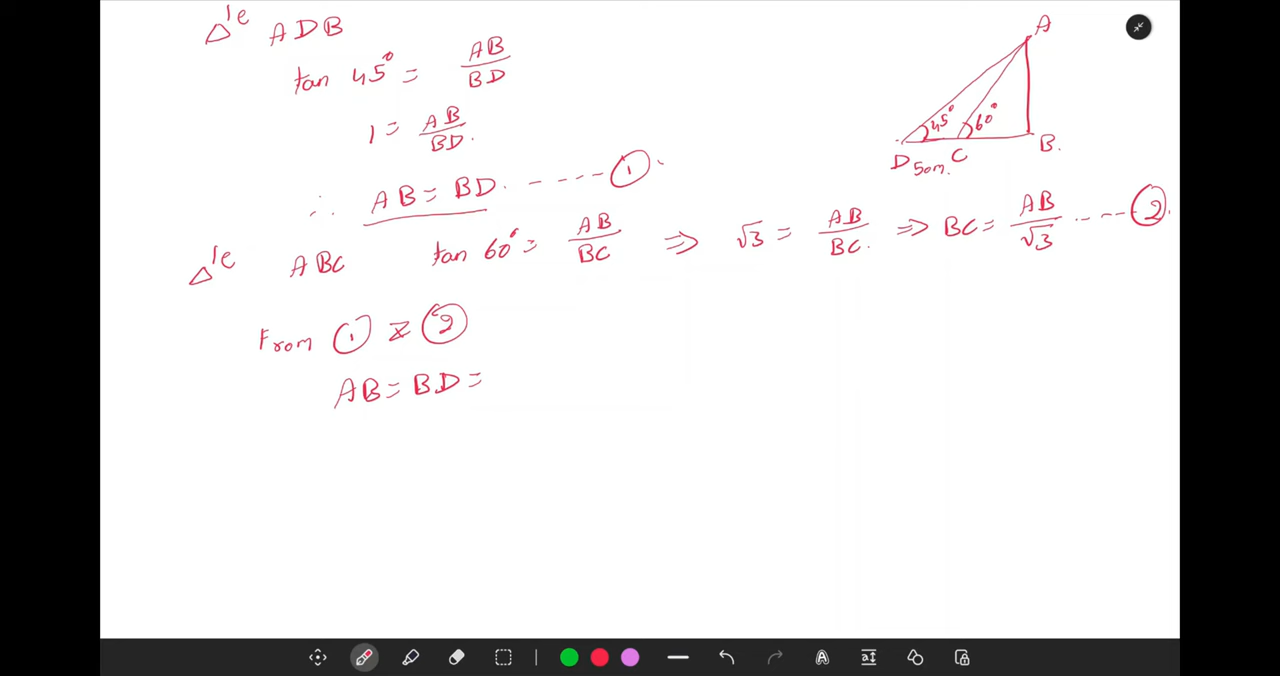 Δ'le ADB
tan 45° = AB/BD
1 = AB/BD.
∴ AB = BD. ---- ①
Δ'le ABC tan 60° = AB/BC ⇒ √3 = AB/BC. ⇒ BC = AB/√3 ---- ②
From ① & ②
AB = BD =
A
45° 60°
D 50m. C B.